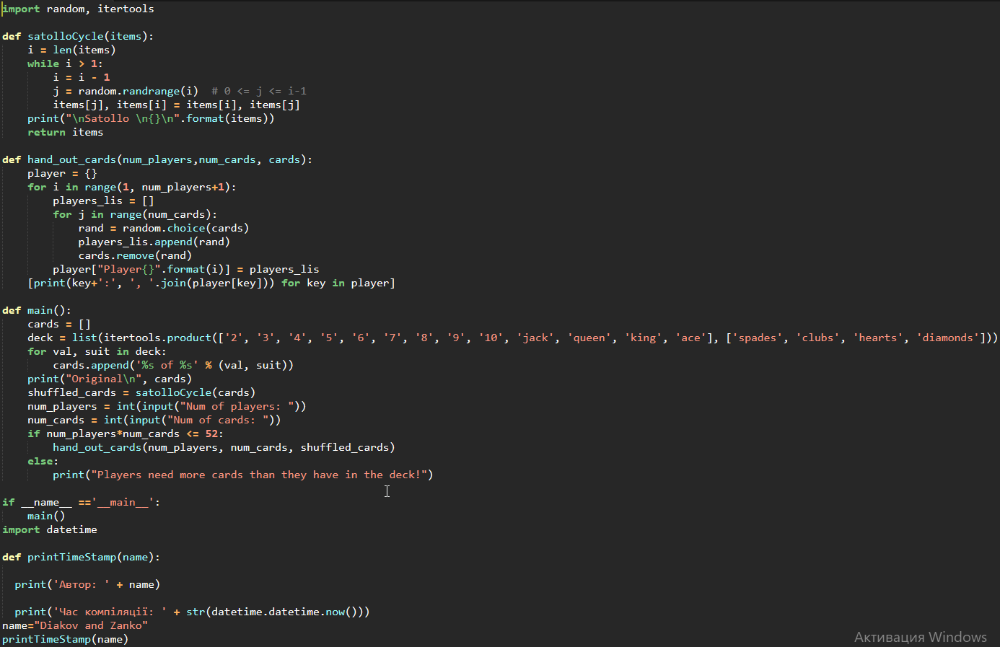 import random, itertools

def satolloCycle(items):
    i = len(items)
    while i > 1:
        i = i - 1
        j = random.randrange(i)  # 0 <= j <= i-1
        items[j], items[i] = items[i], items[j]
    print("\nSatollo \n{}\n".format(items))
    return items

def hand_out_cards(num_players,num_cards, cards):
    player = {}
    for i in range(1, num_players+1):
        players_lis = []
        for j in range(num_cards):
            rand = random.choice(cards)
            players_lis.append(rand)
            cards.remove(rand)
        player["Player{}".format(i)] = players_lis
    [print(key+':', ', '.join(player[key])) for key in player]

def main():
    cards = []
    deck = list(itertools.product(['2', '3', '4', '5', '6', '7', '8', '9', '10', 'jack', 'queen', 'king', 'ace'], ['spades', 'clubs', 'hearts', 'diamonds']))
    for val, suit in deck:
        cards.append('%s of %s' % (val, suit))
    print("Original\n", cards)
    shuffled_cards = satolloCycle(cards)
    num_players = int(input("Num of players: "))
    num_cards = int(input("Num of cards: "))
    if num_players*num_cards <= 52:
        hand_out_cards(num_players, num_cards, shuffled_cards)
    else:
        print("Players need more cards than they have in the deck!")

if __name__ =='__main__':
    main()
import datetime

def printTimeStamp(name):

  print('Автор: ' + name)

  print('Час компіляції: ' + str(datetime.datetime.now()))
name="Diakov and Zanko"
printTimeStamp(name)
Активация Windows